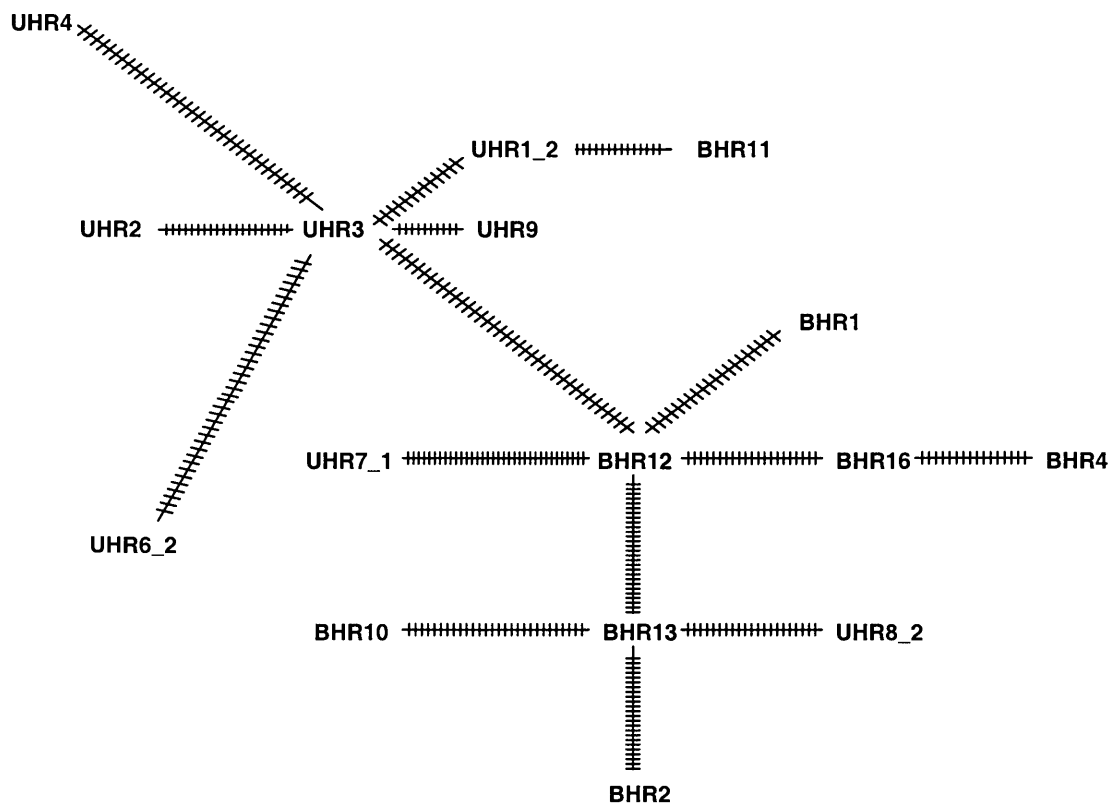 UHR4
UHR1_2 BHR11
UHR2 UHR3 UHR9
BHR1
UHR7_1 BHR12 BHR16 BHR4
UHR6_2
BHR10 BHR13 UHR8_2
BHR2